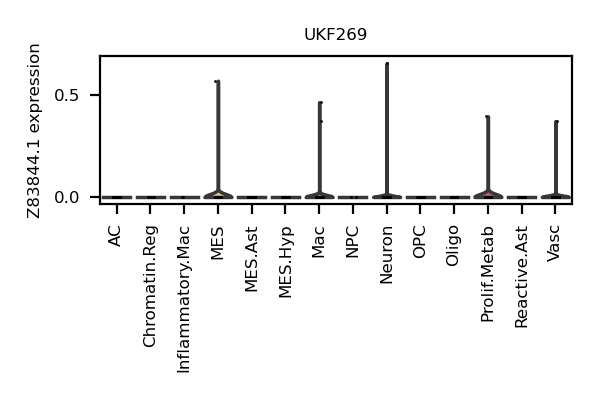 UKF269
Z83844.1 expression
0.5
0.0
AC
Chromatin.Reg
Inflammatory.Mac
MES
MES.Ast
MES.Hyp
Mac
NPC
Neuron
OPC
Oligo
Prolif.Metab
Reactive.Ast
Vasc